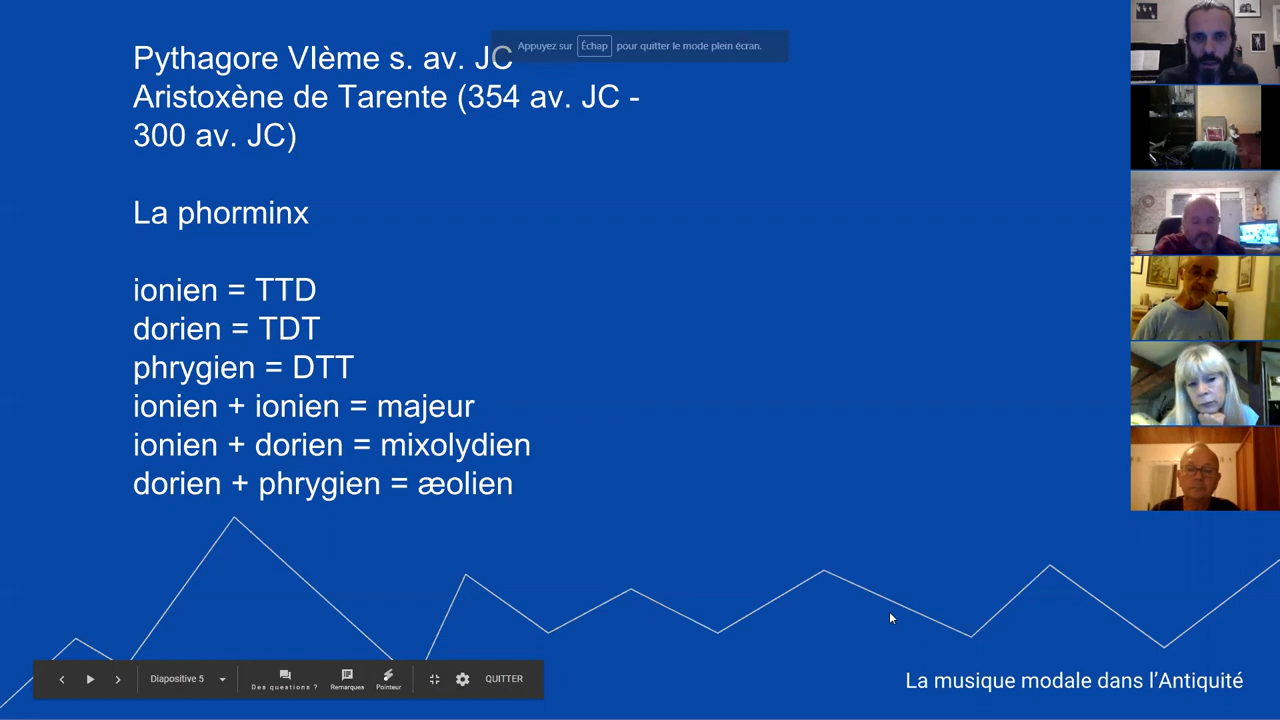 Pythagore VIème s. av. JC
Appuyez sur Échap pour quitter le mode plein écran.
Aristoxène de Tarente (354 av. JC -
300 av. JC)
La phorminx
ionien = TTD
dorien = TDT
phrygien = DTT
ionien + ionien = majeur
ionien + dorien = mixolydien
dorien + phrygien = æolien
Diapositive 5
Des questions ?
Remarques
Pointeur
QUITTER
La musique modale dans l’Antiquité